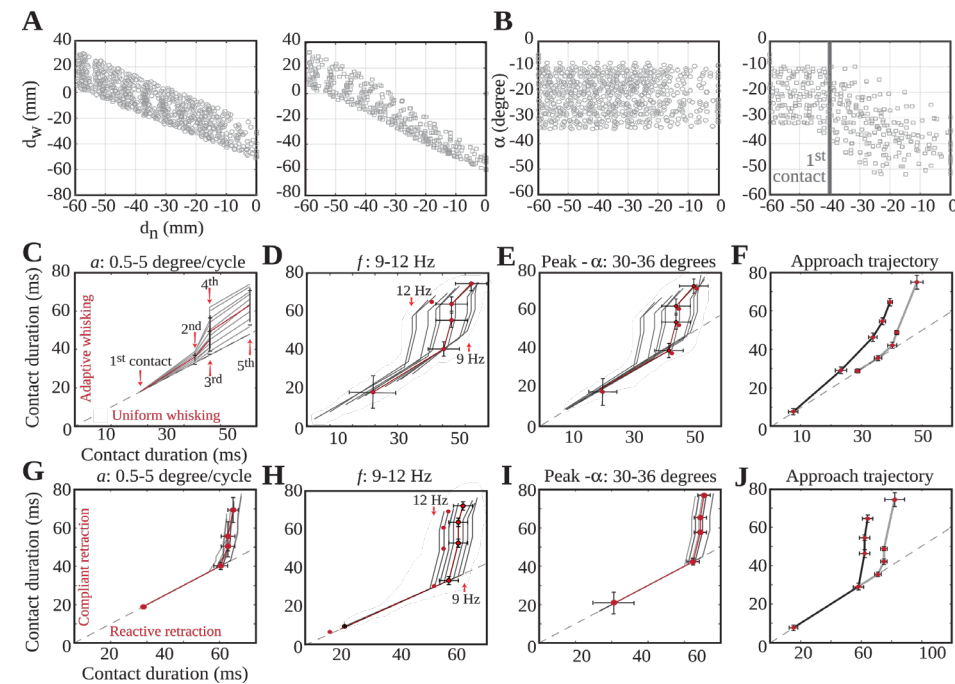 A
B
40
20
0
-20
-40
-60
-80
-60 -50 -40 -30 -20 -10 0
dw (mm)
dn (mm)
40
20
0
-20
-40
-60
-80
-60 -50 -40 -30 -20 -10 0
0
-10
-20
-30
-40
-50
-60
-60 -50 -40 -30 -20 -10 0
α (degree)
0
-10
-20
-30
-40
-50
-60
-60 -50 -40 -30 -20 -10 0
1st
contact
C
a: 0.5-5 degree/cycle
Contact duration (ms)
Adaptive whisking
80
60
40
20
0
4th
2nd
1st contact
3rd
5th
Uniform whisking
10 30 50
Contact duration (ms)
D
f: 9-12 Hz
80
60
40
20
0
12 Hz
9 Hz
10 30 50
E
Peak - α: 30-36 degrees
80
60
40
20
0
10 30 50
F
Approach trajectory
80
60
40
20
0
10 30 50
G
a: 0.5-5 degree/cycle
Contact duration (ms)
Compliant retraction
80
60
40
20
0
Reactive retraction
20 40 60
Contact duration (ms)
H
f: 9-12 Hz
80
60
40
20
0
12 Hz
9 Hz
20 40 60
I
Peak -α: 30-36 degrees
80
60
40
20
0
20 40 60
J
Approach trajectory
80
60
40
20
0
20 60 100